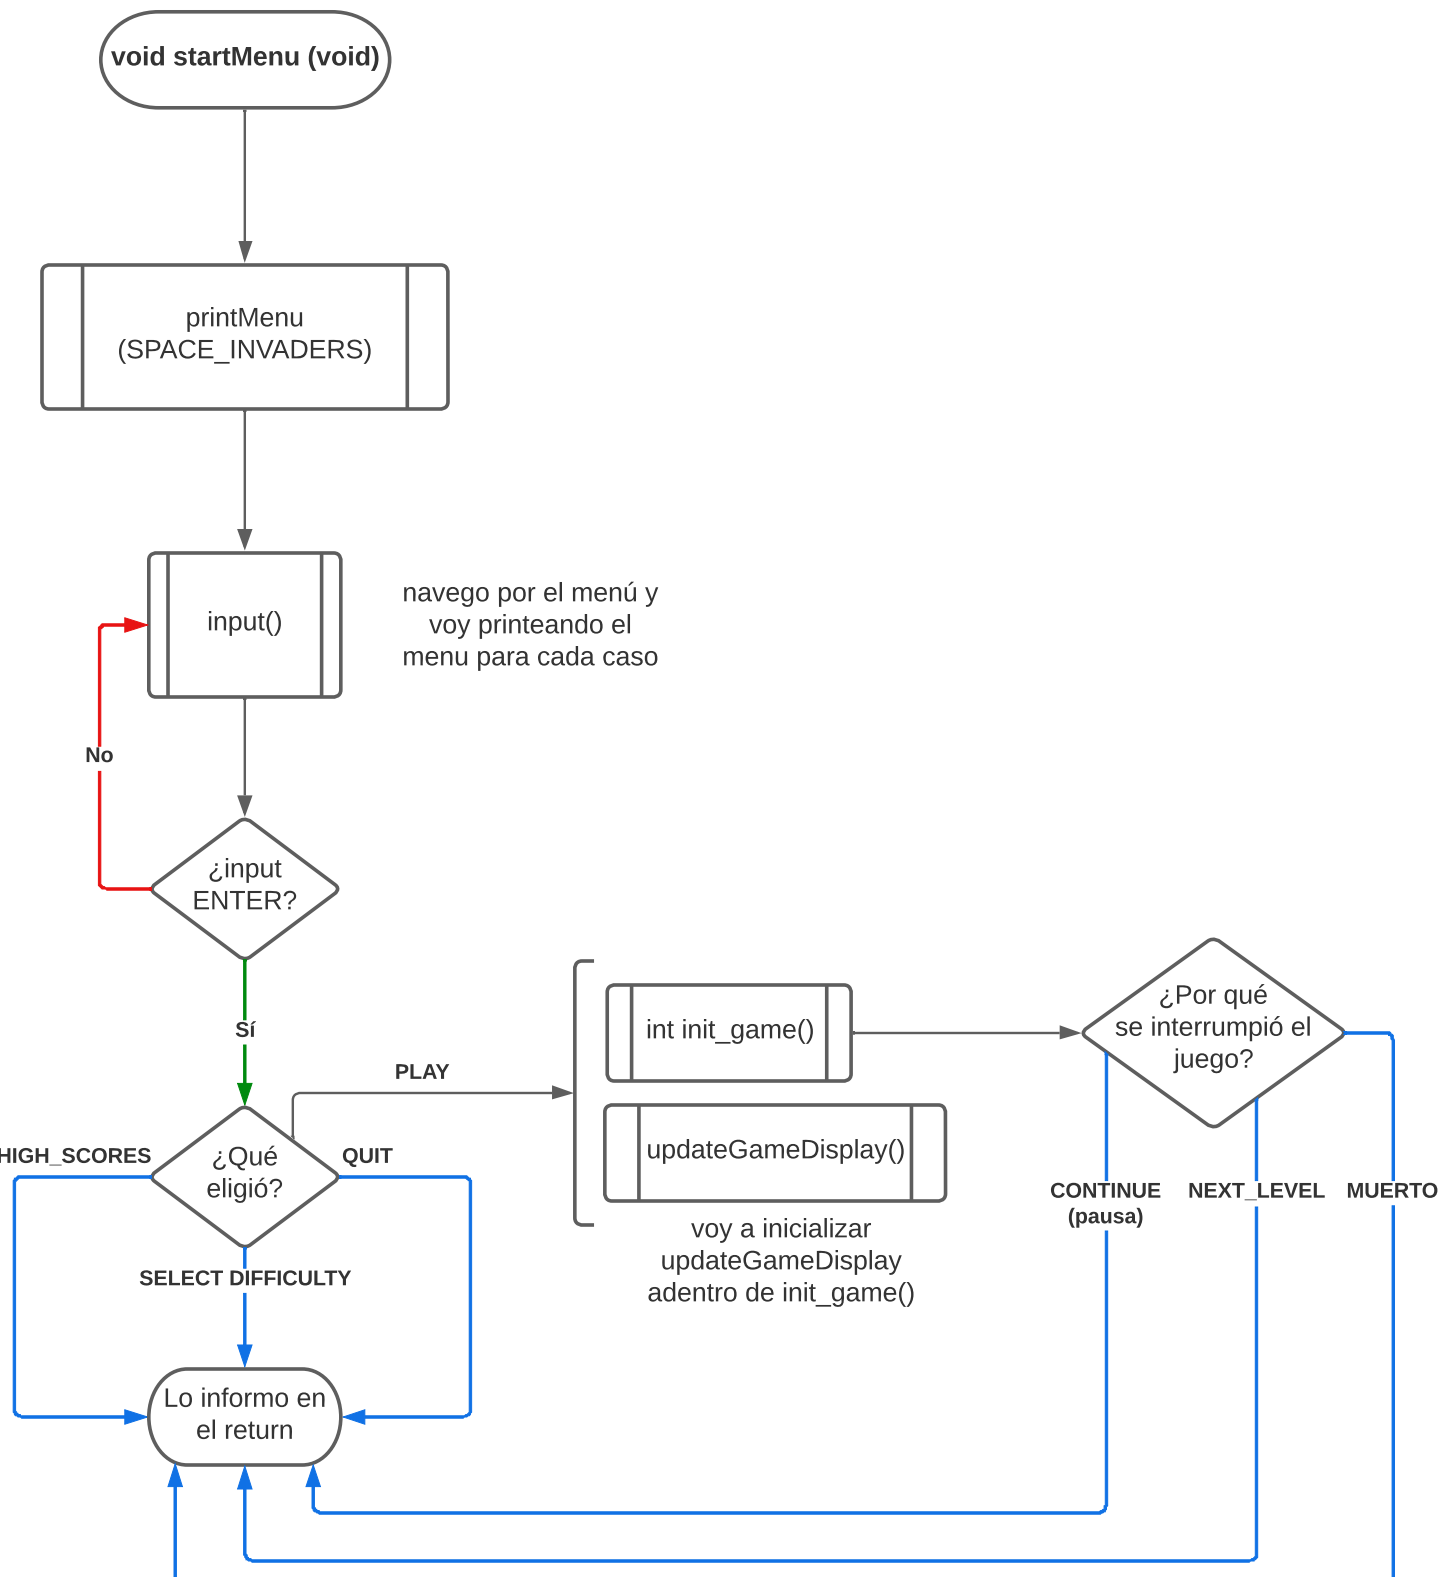 void startMenu (void)
printMenu
(SPACE_INVADERS)
input()
navego por el menú y
voy printeando el
menu para cada caso
No
¿input
ENTER?
Sí
PLAY
int init_game()
¿Por qué
se interrumpió el
juego?
HIGH_SCORES
¿Qué
eligió?
QUIT
updateGameDisplay()
voy a inicializar
updateGameDisplay
adentro de init_game()
CONTINUE
(pausa)
NEXT_LEVEL
MUERTO
SELECT DIFFICULTY
Lo informo en
el return